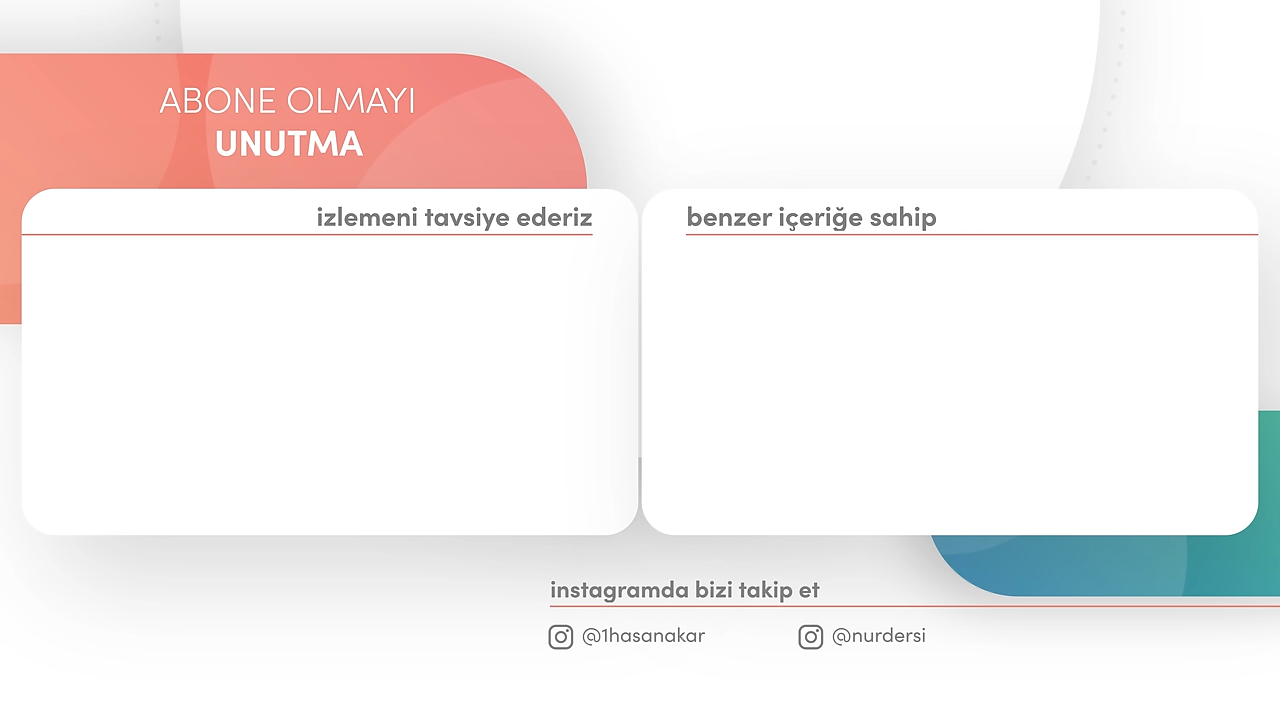 ABONE OLMAYI
UNUTMA
izlemeni tavsiye ederiz
benzer içeriğe sahip
instagramda bizi takip et
@1hasanakar
@nurdersi